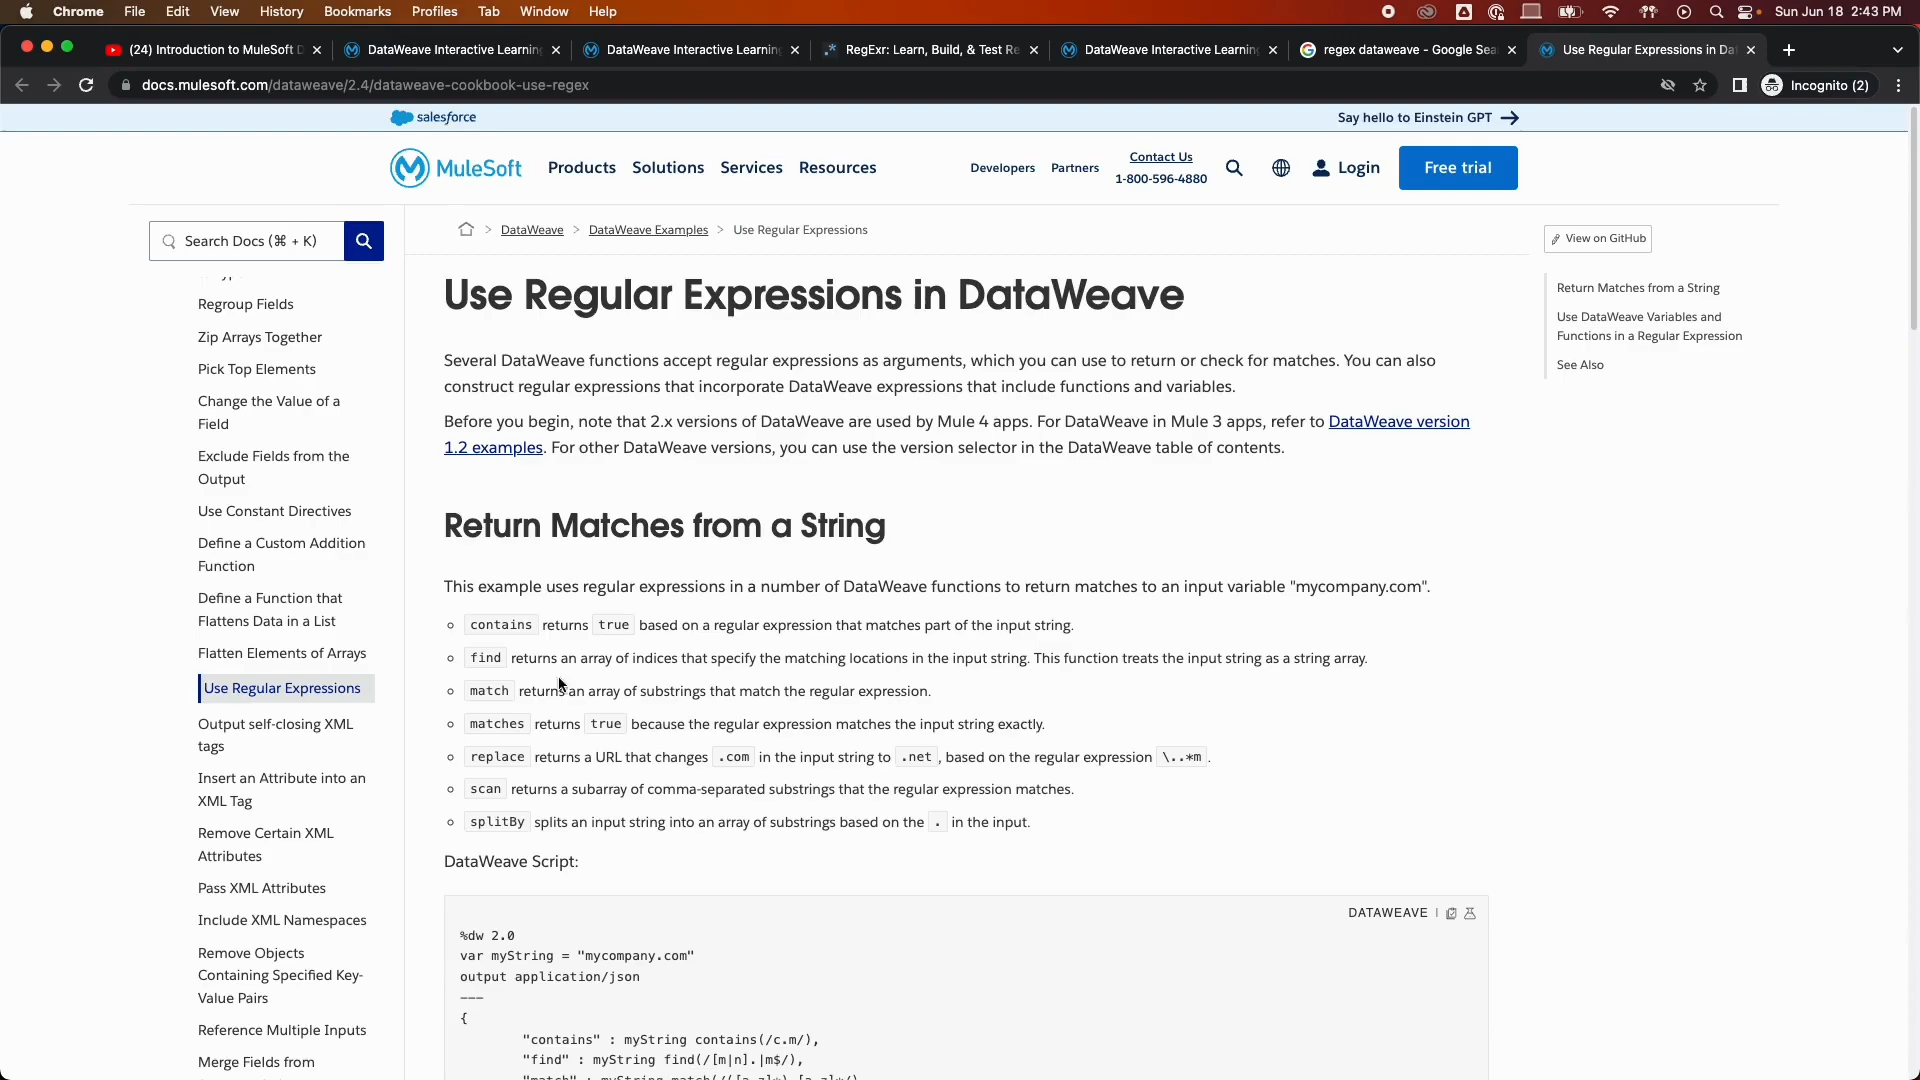 Chrome File Edit View History Bookmarks Profiles Tab Window Help Sun Jun 18 2:43 PM
(24) Introduction to MuleSoft D DataWeave Interactive Learning DataWeave Interactive Learning RegExr: Learn, Build, & Test Re DataWeave Interactive Learning regex dataweave - Google Sea Use Regular Expressions in Da
docs.mulesoft.com/dataweave/2.4/dataweave-cookbook-use-regex Incognito (2)
salesforce Say hello to Einstein GPT
MuleSoft Products Solutions Services Resources Developers Partners Contact Us 1-800-596-4880 Login Free trial
Search Docs (⌘ + K)
DataWeave > DataWeave Examples > Use Regular Expressions
View on GitHub
Regroup Fields
Zip Arrays Together
Pick Top Elements
Change the Value of a
Field
Exclude Fields from the
Output
Use Constant Directives
Define a Custom Addition
Function
Define a Function that
Flattens Data in a List
Flatten Elements of Arrays
Use Regular Expressions
Output self-closing XML
tags
Insert an Attribute into an
XML Tag
Remove Certain XML
Attributes
Pass XML Attributes
Include XML Namespaces
Remove Objects
Containing Specified Key-
Value Pairs
Reference Multiple Inputs
Merge Fields from
Use Regular Expressions in DataWeave
Several DataWeave functions accept regular expressions as arguments, which you can use to return or check for matches. You can also
construct regular expressions that incorporate DataWeave expressions that include functions and variables.
Before you begin, note that 2.x versions of DataWeave are used by Mule 4 apps. For DataWeave in Mule 3 apps, refer to DataWeave version
1.2 examples. For other DataWeave versions, you can use the version selector in the DataWeave table of contents.
Return Matches from a String
This example uses regular expressions in a number of DataWeave functions to return matches to an input variable "mycompany.com".
contains returns true based on a regular expression that matches part of the input string.
find returns an array of indices that specify the matching locations in the input string. This function treats the input string as a string array.
match returns an array of substrings that match the regular expression.
matches returns true because the regular expression matches the input string exactly.
replace returns a URL that changes .com in the input string to .net, based on the regular expression \..*m.
scan returns a subarray of comma-separated substrings that the regular expression matches.
splitBy splits an input string into an array of substrings based on the . in the input.
DataWeave Script:
DATAWEAVE
%dw 2.0
var myString = "mycompany.com"
output application/json
---
{
"contains" : myString contains(/c.m/),
"find" : myString find(/[m|n].|m$/),
Return Matches from a String
Use DataWeave Variables and
Functions in a Regular Expression
See Also